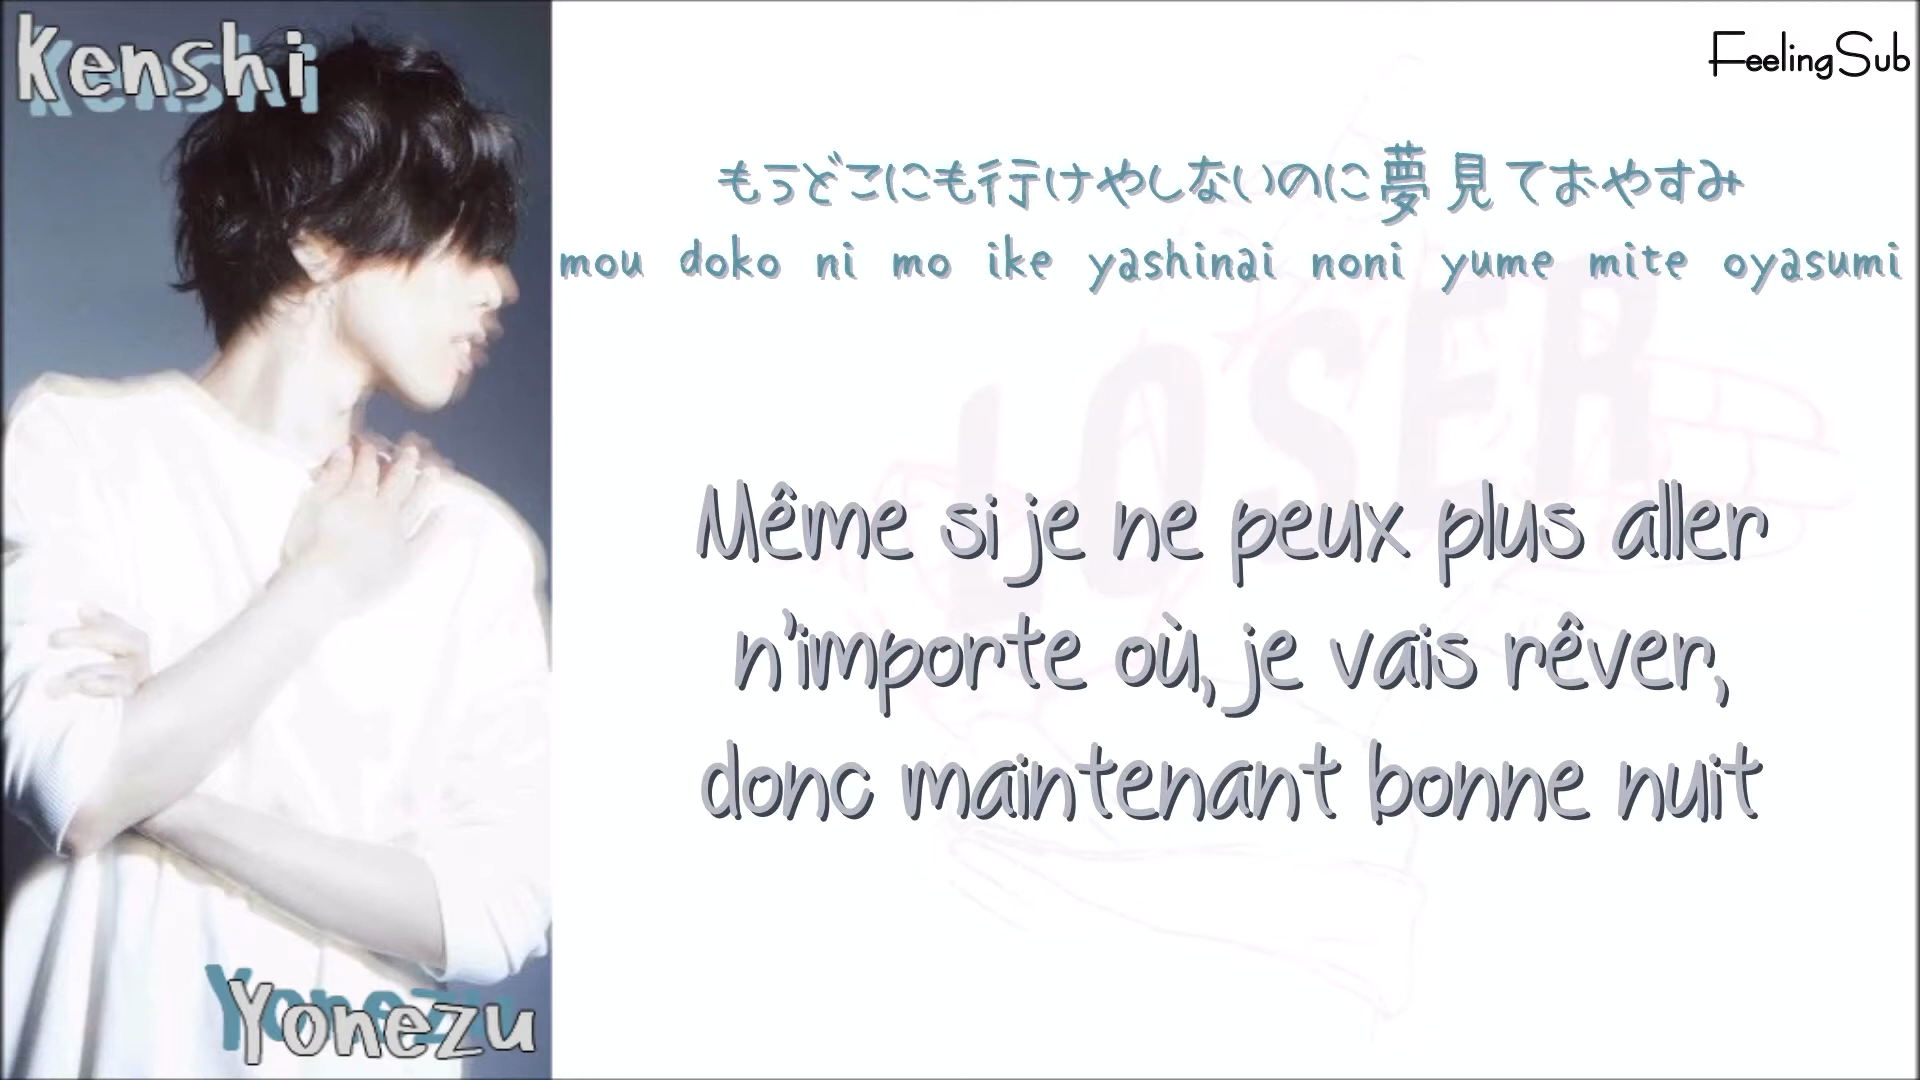 Kenshi
FeelingSub
もうどこにも行けやしないのに夢見ておやすみ
mou doko ni mo ike yashinai noni yume mite oyasumi
LOSER
Même si je ne peux plus aller
n'importe où, je vais rêver,
donc maintenant bonne nuit
Yonezu